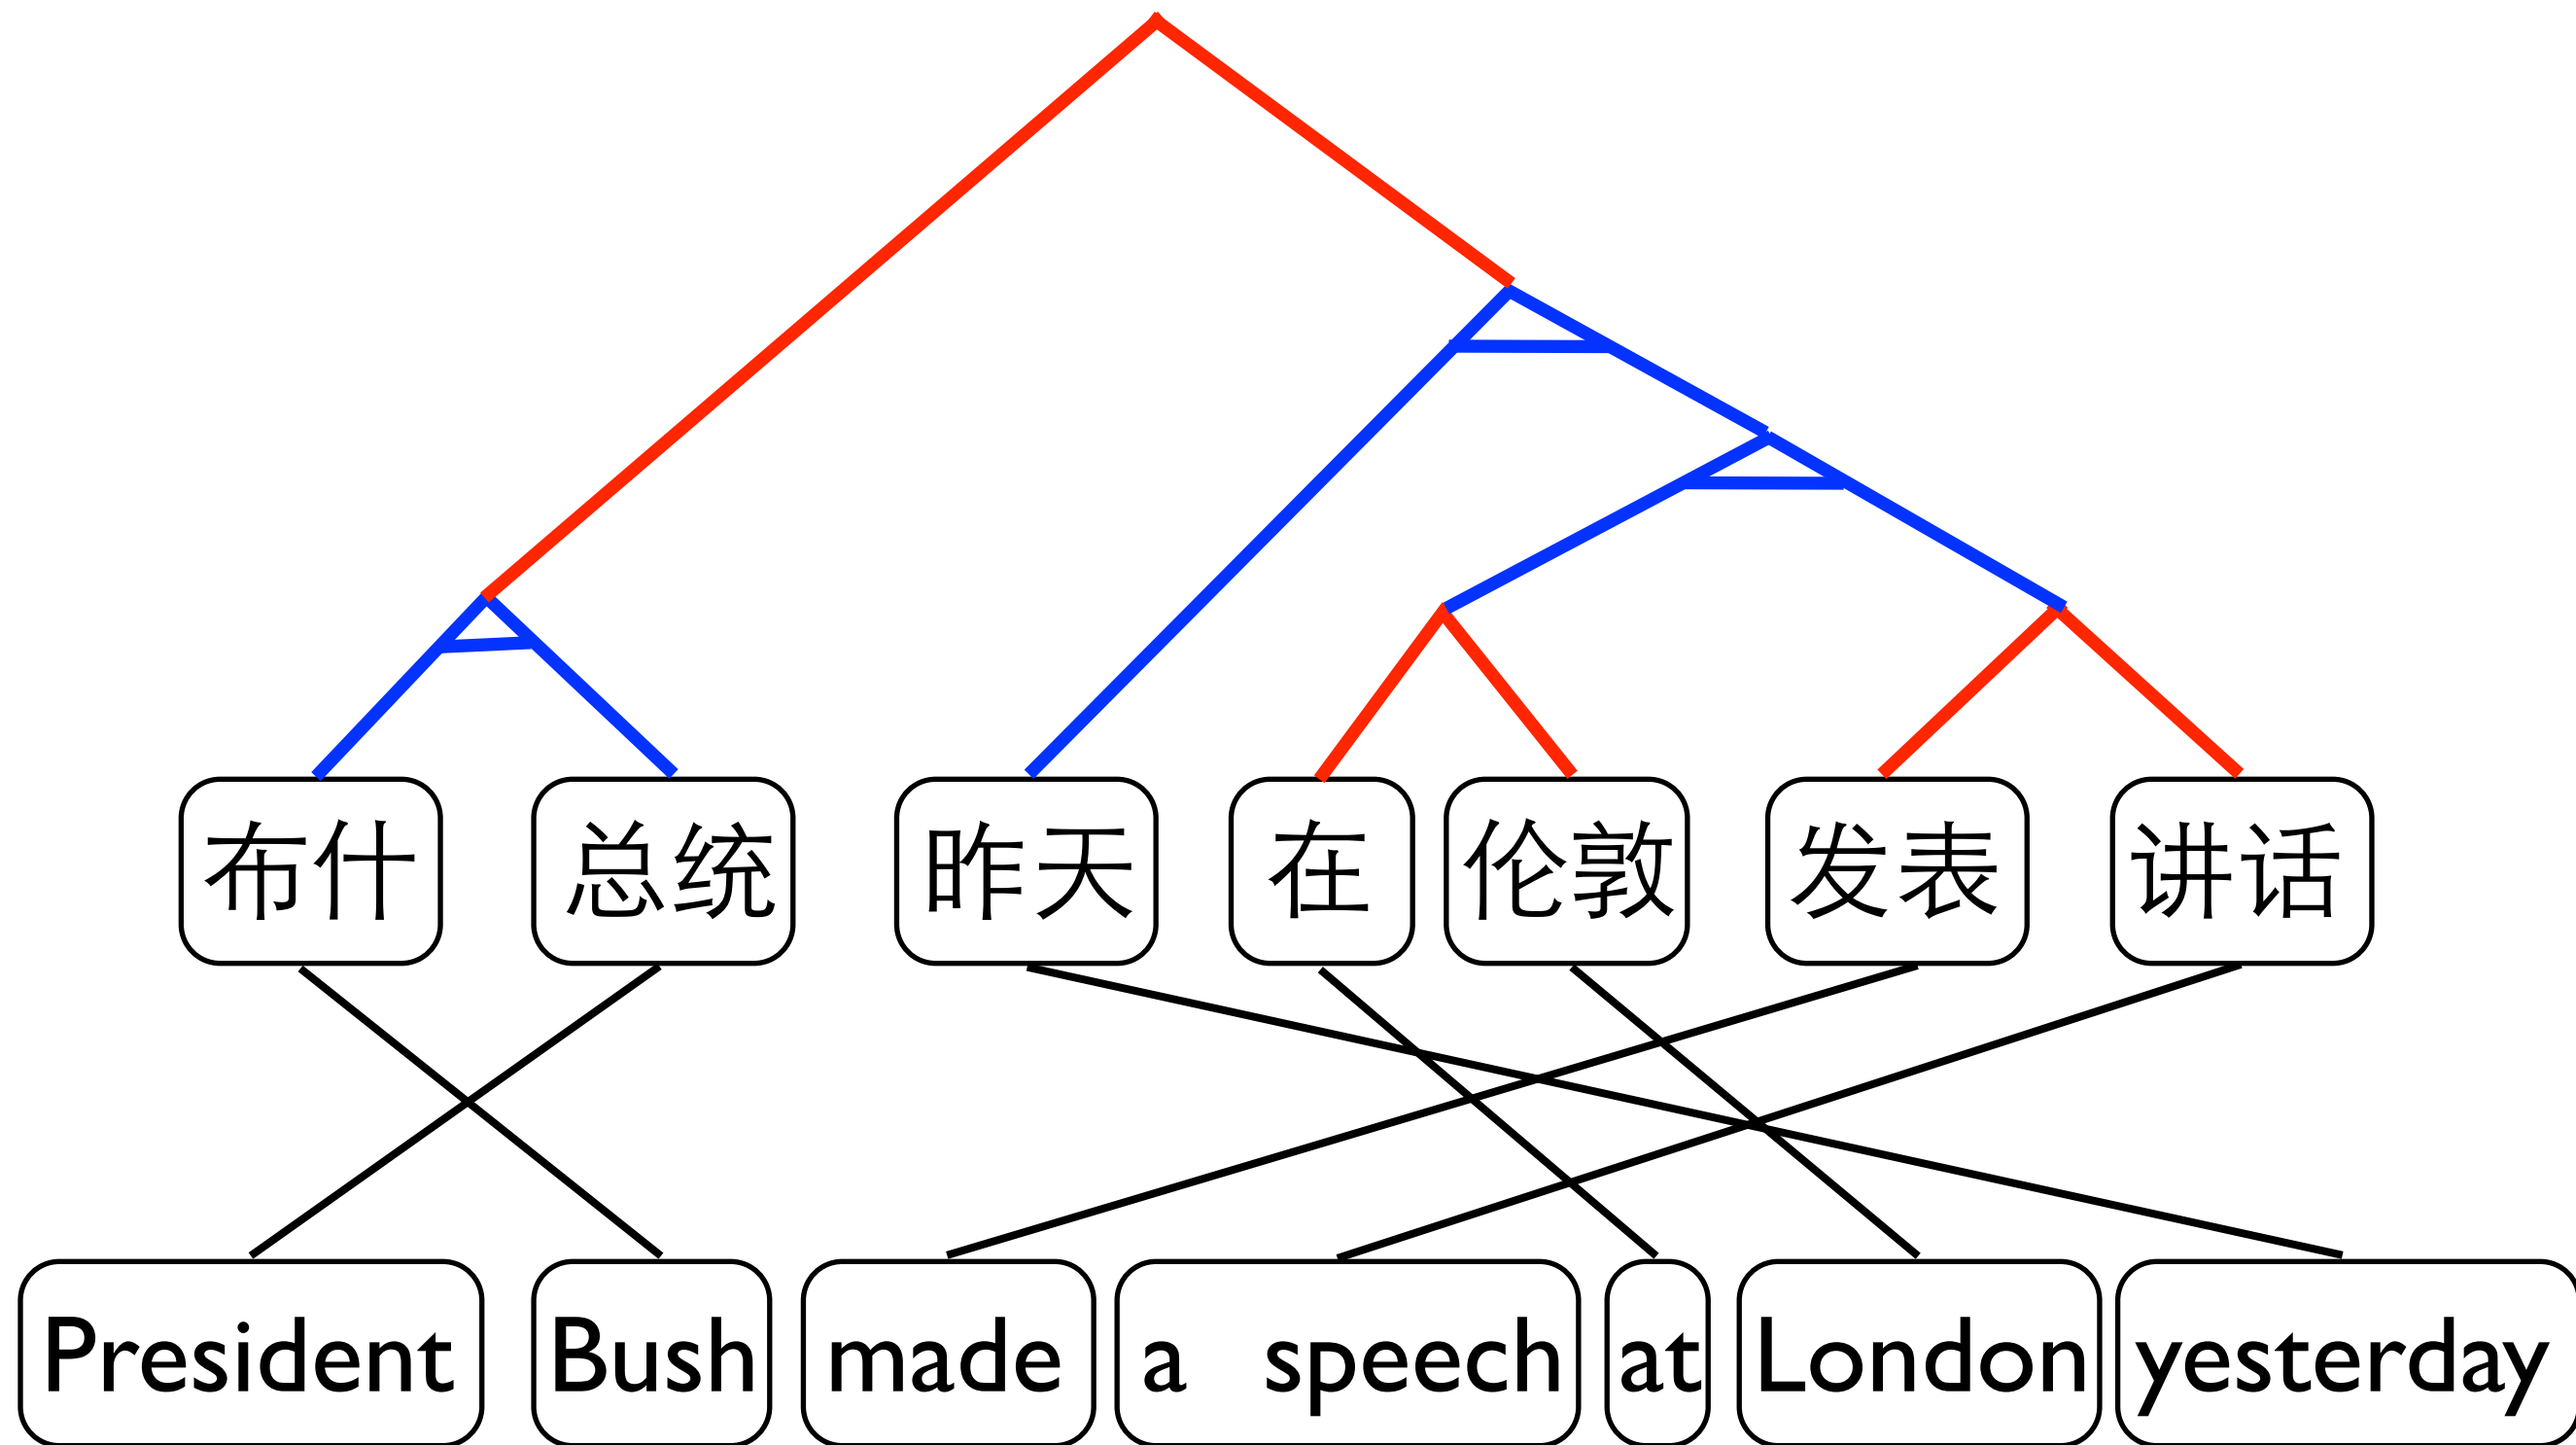 布什 总统 昨天 在 伦敦 发表 讲话
President Bush made a speech at London yesterday